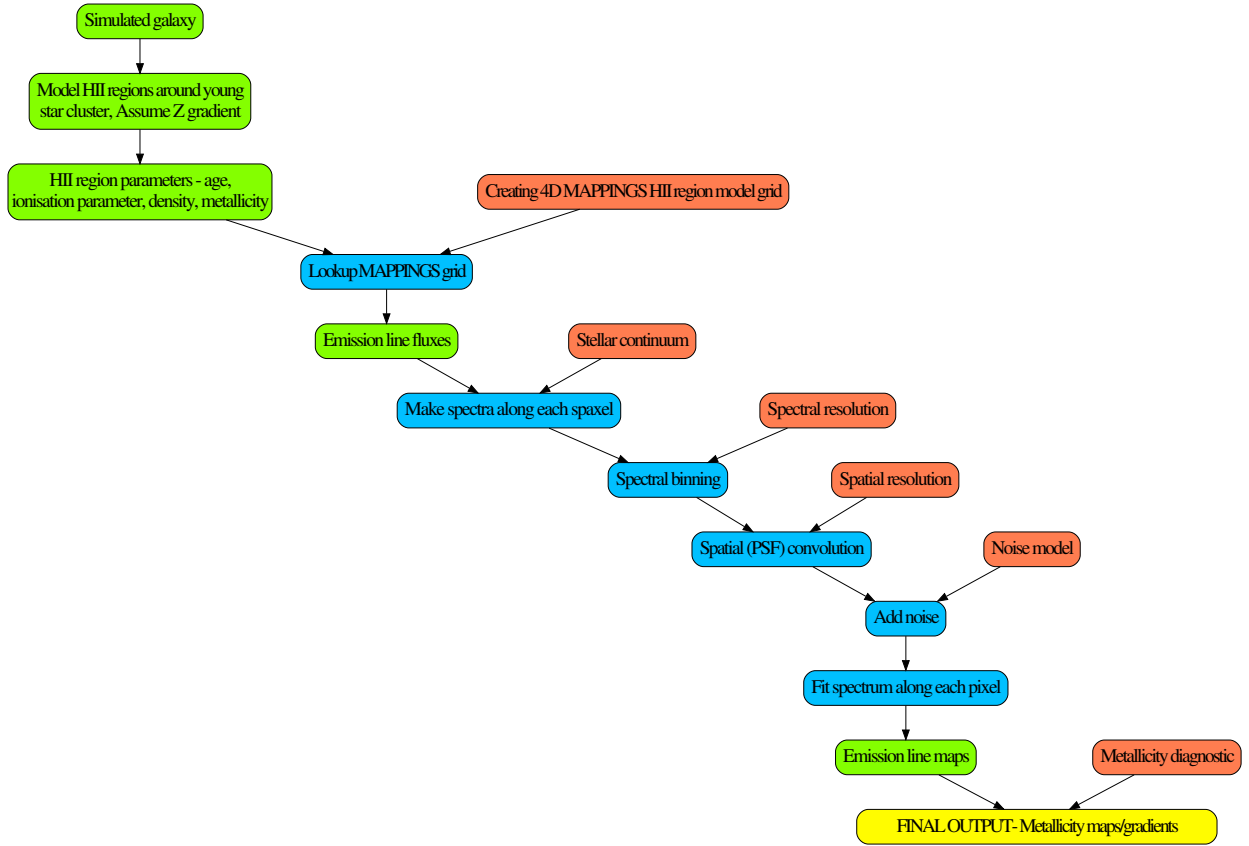 Simulated galaxy
Model HII regions around young
star cluster, Assume Z gradient
HII region parameters - age,
ionisation parameter, density, metallicity
Creating 4D MAPPINGS HII region model grid
Lookup MAPPINGS grid
Emission line fluxes
Stellar continuum
Make spectra along each spaxel
Spectral resolution
Spectral binning
Spatial resolution
Spatial (PSF) convolution
Noise model
Add noise
Fit spectrum along each pixel
Emission line maps
Metallicity diagnostic
FINAL OUTPUT- Metallicity maps/gradients